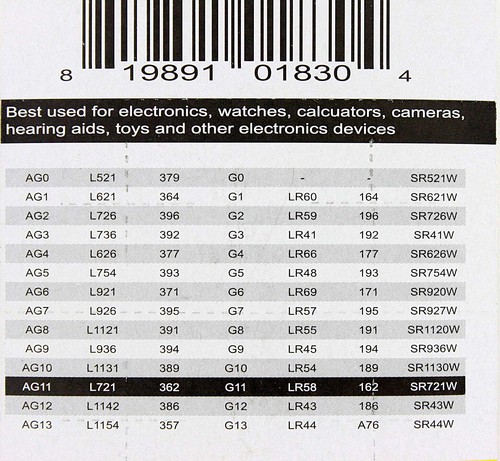 8 19891 01830 4
Best used for electronics, watches, calcuators, cameras,
hearing aids, toys and other electronics devices
AG0 L521 379 G0 - - SR521W
AG1 L621 364 G1 LR60 164 SR621W
AG2 L726 396 G2 LR59 196 SR726W
AG3 L736 392 G3 LR41 192 SR41W
AG4 L626 377 G4 LR66 177 SR626W
AG5 L754 393 G5 LR48 193 SR754W
AG6 L921 371 G6 LR69 171 SR920W
AG7 L926 395 G7 LR57 195 SR927W
AG8 L1121 391 G8 LR55 191 SR1120W
AG9 L936 394 G9 LR45 194 SR936W
AG10 L1131 389 G10 LR54 189 SR1130W
AG11 L721 362 G11 LR58 162 SR721W
AG12 L1142 386 G12 LR43 186 SR43W
AG13 L1154 357 G13 LR44 A76 SR44W